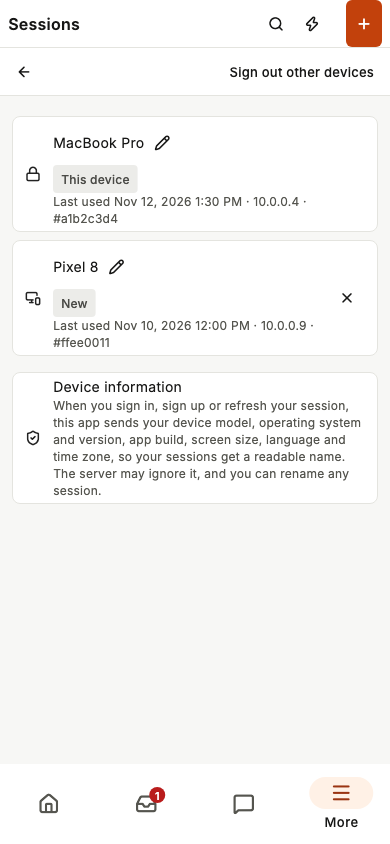 Sessions
Sign out other devices
MacBook Pro
This device
Last used Nov 12, 2026 1:30 PM · 10.0.0.4 ·
#a1b2c3d4
Pixel 8
New
Last used Nov 10, 2026 12:00 PM · 10.0.0.9 ·
#ffee0011
Device information
When you sign in, sign up or refresh your session,
this app sends your device model, operating system
and version, app build, screen size, language and
time zone, so your sessions get a readable name.
The server may ignore it, and you can rename any
session.
1
More